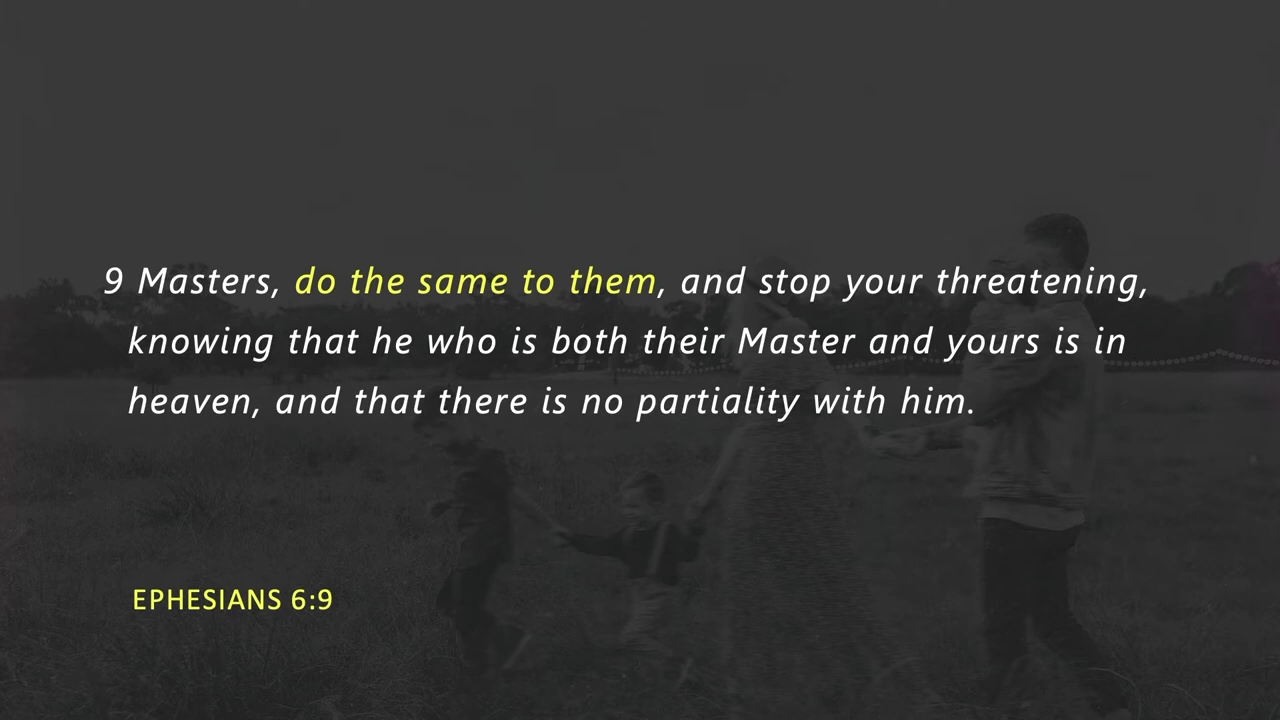 9 Masters, do the same to them, and stop your threatening,
knowing that he who is both their Master and yours is in
heaven, and that there is no partiality with him.
EPHESIANS 6:9